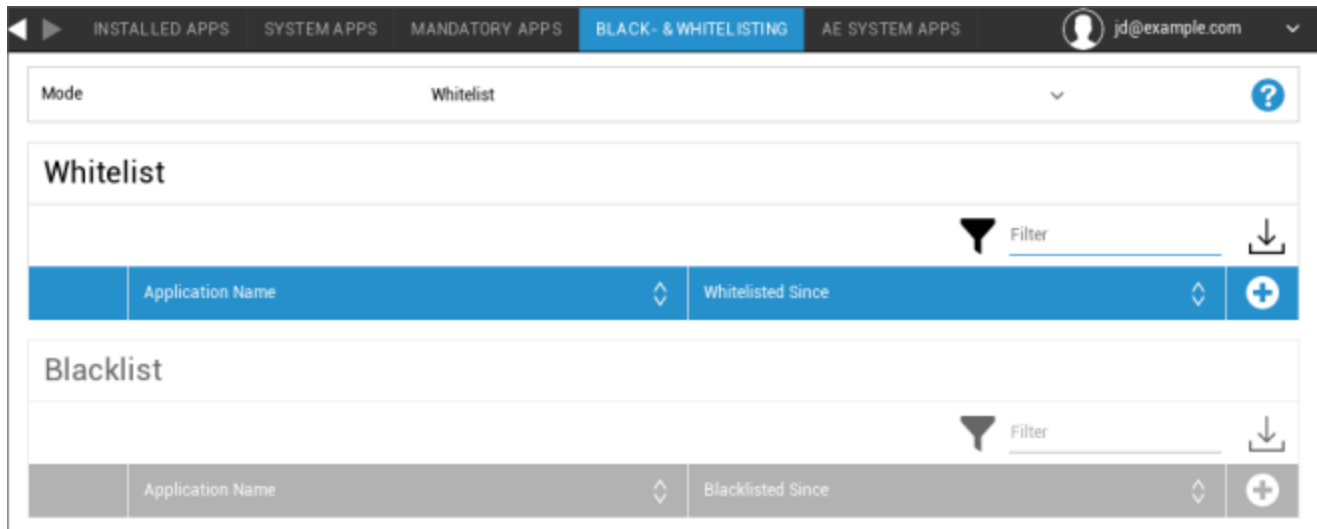 INSTALLED APPS SYSTEM APPS MANDATORY APPS BLACK- & WHITELISTING AE SYSTEM APPS jd@example.com
Mode Whitelist ?
Whitelist
Filter
Application Name Whitelisted Since
Blacklist
Filter
Application Name Blacklisted Since